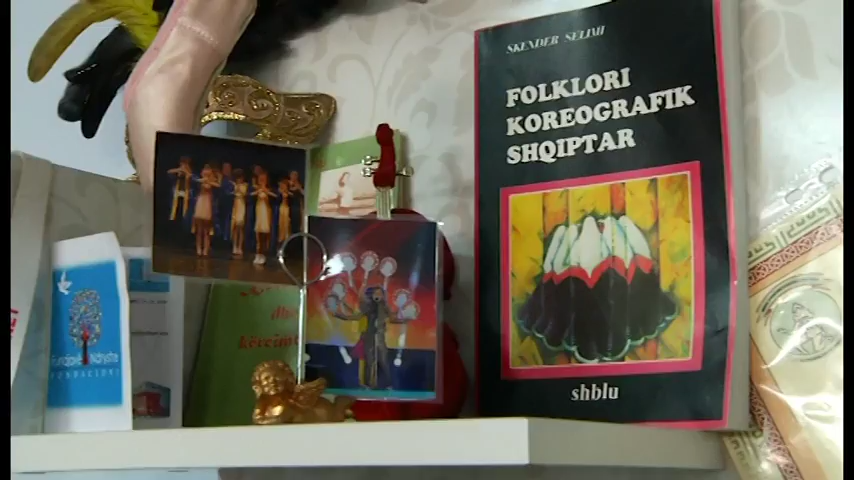 SKENDER SELIMI
FOLKLORI
KOREOGRAFIK
SHQIPTAR
shblu